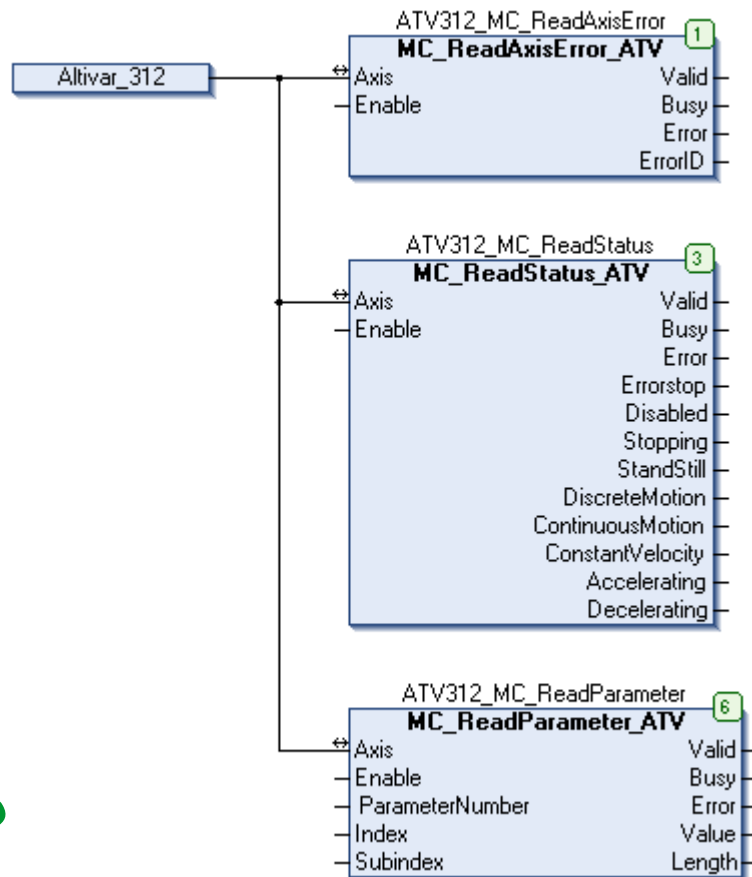 ATV312_MC_ReadAxisError
1
MC_ReadAxisError_ATV
Altivar_312
Axis Valid
Enable Busy
Error
ErrorID
ATV312_MC_ReadStatus
3
MC_ReadStatus_ATV
Axis Valid
Enable Busy
Error
Errorstop
Disabled
Stopping
StandStill
DiscreteMotion
ContinuousMotion
ConstantVelocity
Accelerating
Decelerating
ATV312_MC_ReadParameter
6
MC_ReadParameter_ATV
Axis Valid
Enable Busy
ParameterNumber Error
Index Value
Subindex Length